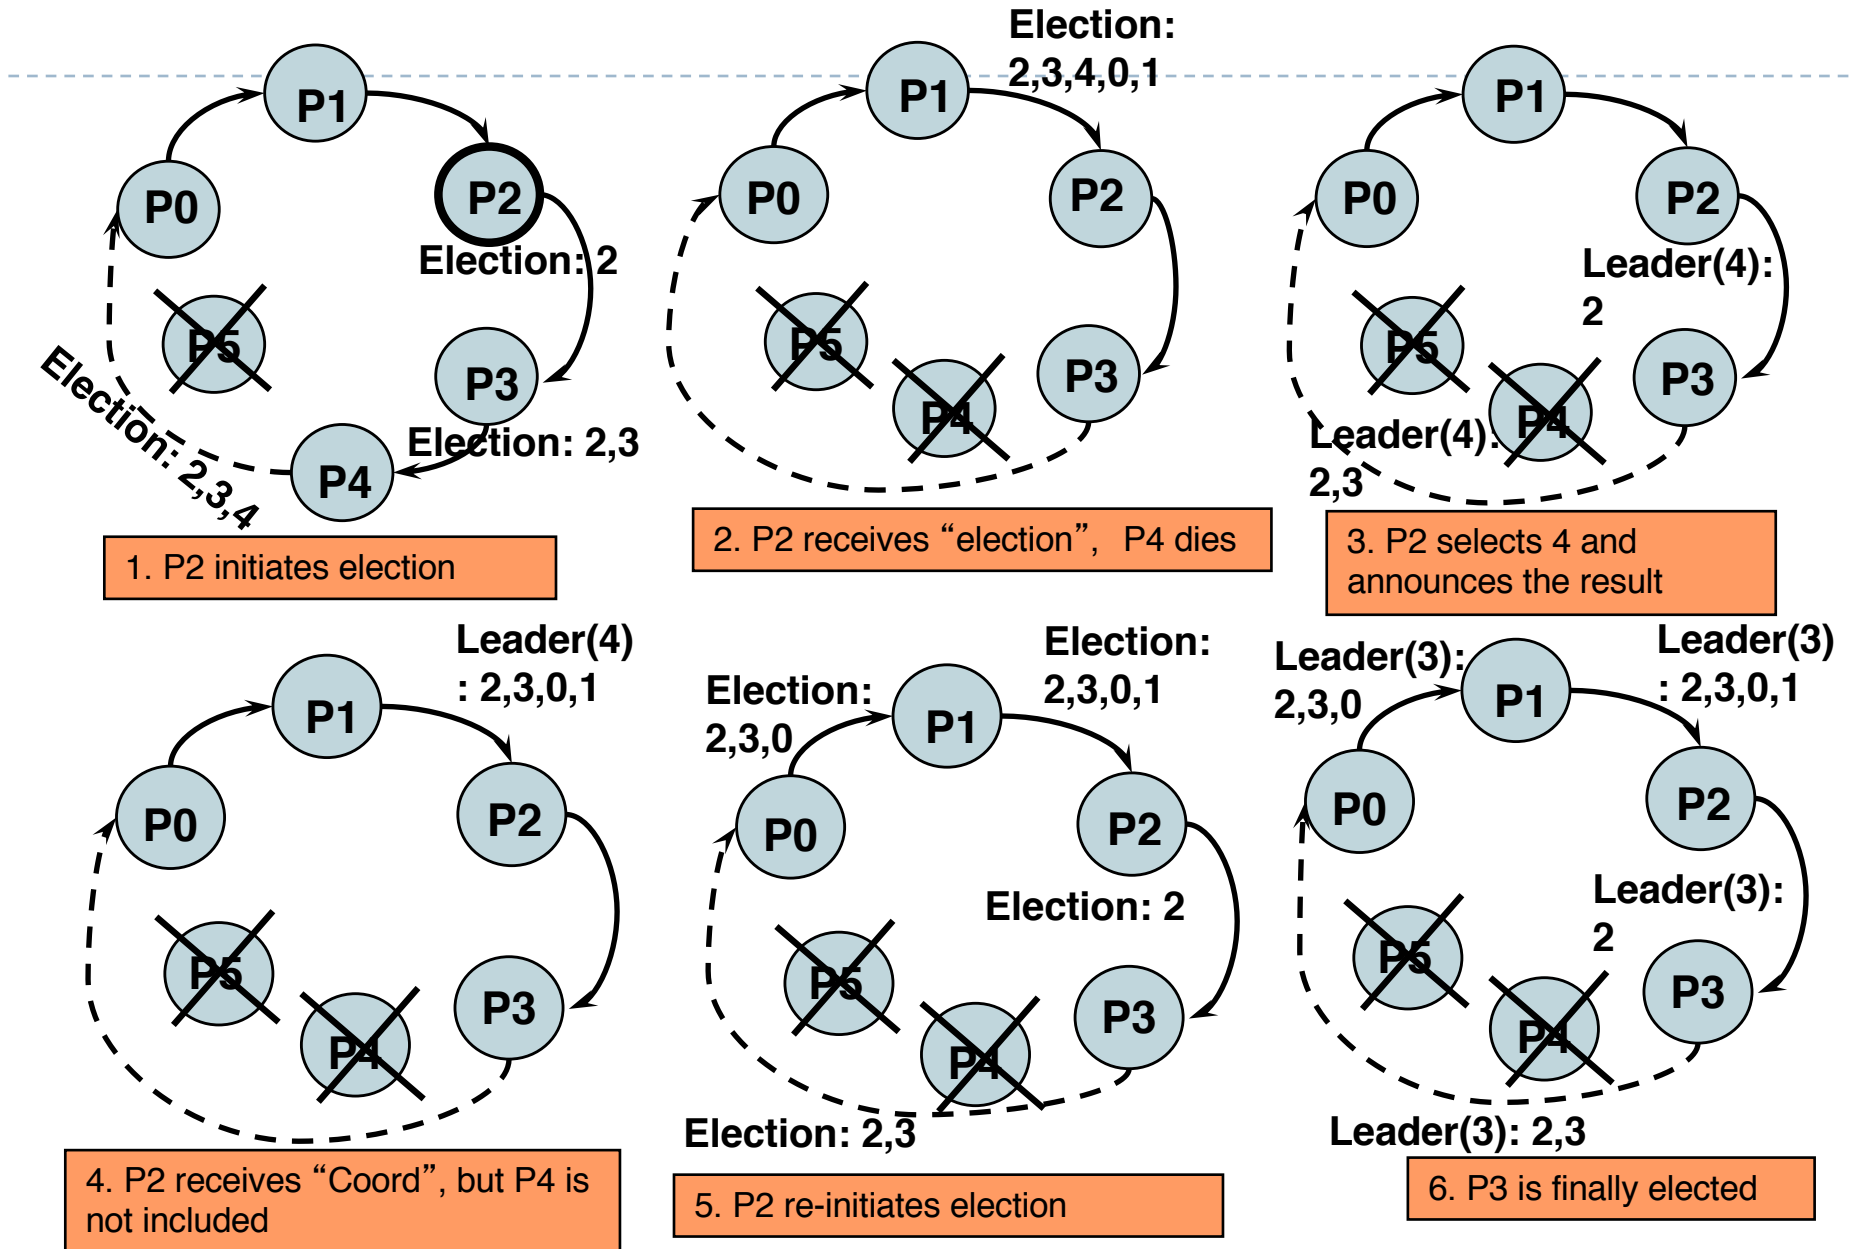 P1
P0
P2
Election: 2
P5
P3
Election: 2,3
P4
Election: 2,3,4
1. P2 initiates election
Election:
2,3,4,0,1
P1
P0
P2
P5
P3
P4
2. P2 receives “election”, P4 dies
P1
P0
P2
Leader(4):
2
P5
P3
P4
Leader(4):
2,3
3. P2 selects 4 and
announces the result
Leader(4)
: 2,3,0,1
P1
P0
P2
P5
P3
P4
4. P2 receives “Coord”, but P4 is
not included
Election:
2,3,0,1
Election:
2,3,0
P1
P0
P2
Election: 2
P5
P3
P4
Election: 2,3
5. P2 re-initiates election
Leader(3):
2,3,0
Leader(3)
: 2,3,0,1
P1
P0
P2
Leader(3):
2
P5
P3
P4
Leader(3): 2,3
6. P3 is finally elected